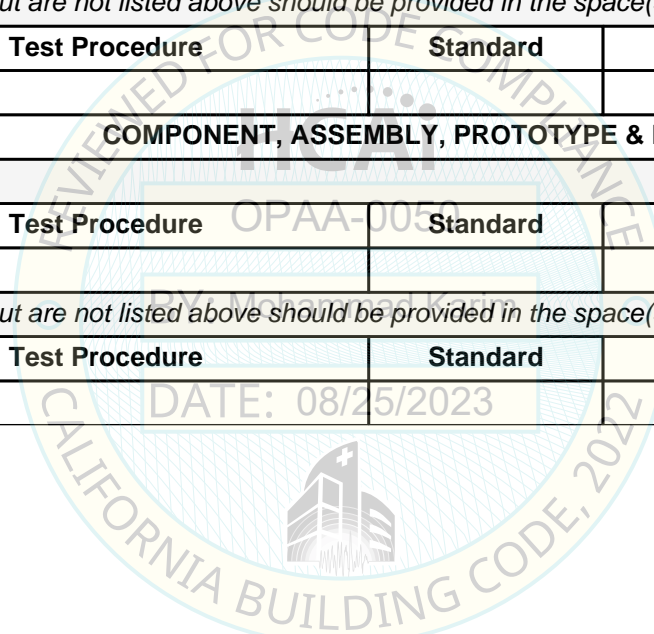 ut are not listed above should be provided in the space(
Test Procedure Standard
REVIEWED FOR CODE COMPLIANCE
HCAi
COMPONENT, ASSEMBLY, PROTOTYPE &
OPAA-0050
Test Procedure Standard
BY: Mohammad Karim
ut are not listed above should be provided in the space(
Test Procedure Standard
DATE: 08/25/2023
CALIFORNIA BUILDING CODE, 2022